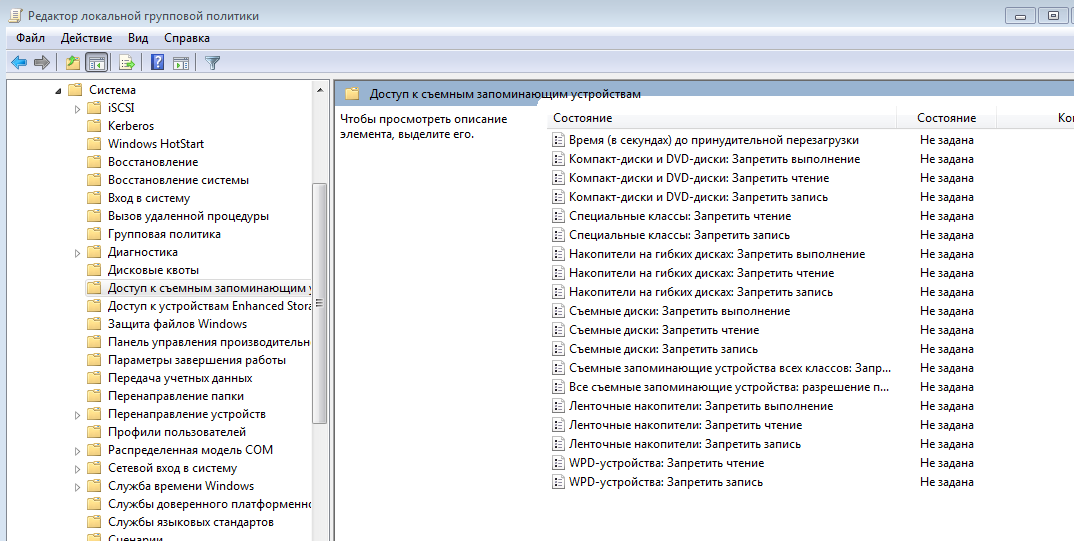 Редактор локальной групповой политики
Файл Действие Вид Справка
Система
iSCSI
Kerberos
Windows HotStart
Восстановление
Восстановление системы
Вход в систему
Вызов удаленной процедуры
Групповая политика
Диагностика
Дисковые квоты
Доступ к съемным запоминающим у
Доступ к устройствам Enhanced Stora
Защита файлов Windows
Панель управления производительн
Параметры завершения работы
Передача учетных данных
Перенаправление папки
Перенаправление устройств
Профили пользователей
Распределенная модель COM
Сетевой вход в систему
Служба времени Windows
Службы доверенного платформенно
Службы языковых стандартов
Сценарии
Доступ к съемным запоминающим устройствам
Чтобы просмотреть описание
элемента, выделите его.
Состояние Состояние Ко
Время (в секундах) до принудительной перезагрузки Не задана
Компакт-диски и DVD-диски: Запретить выполнение Не задана
Компакт-диски и DVD-диски: Запретить чтение Не задана
Компакт-диски и DVD-диски: Запретить запись Не задана
Специальные классы: Запретить чтение Не задана
Специальные классы: Запретить запись Не задана
Накопители на гибких дисках: Запретить выполнение Не задана
Накопители на гибких дисках: Запретить чтение Не задана
Накопители на гибких дисках: Запретить запись Не задана
Съемные диски: Запретить выполнение Не задана
Съемные диски: Запретить чтение Не задана
Съемные диски: Запретить запись Не задана
Съемные запоминающие устройства всех классов: Запр... Не задана
Все съемные запоминающие устройства: разрешение п... Не задана
Ленточные накопители: Запретить выполнение Не задана
Ленточные накопители: Запретить чтение Не задана
Ленточные накопители: Запретить запись Не задана
WPD-устройства: Запретить чтение Не задана
WPD-устройства: Запретить запись Не задана